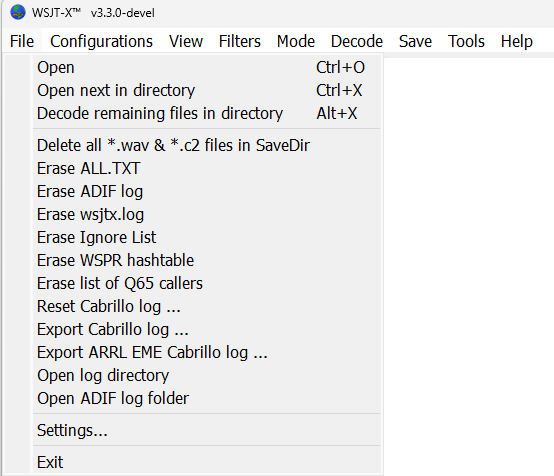 WSJT-X™ v3.3.0-devel
File Configurations View Filters Mode Decode Save Tools Help
Open Ctrl+O
Open next in directory Ctrl+X
Decode remaining files in directory Alt+X
Delete all *.wav & *.c2 files in SaveDir
Erase ALL.TXT
Erase ADIF log
Erase wsjtx.log
Erase Ignore List
Erase WSPR hashtable
Erase list of Q65 callers
Reset Cabrillo log ...
Export Cabrillo log ...
Export ARRL EME Cabrillo log ...
Open log directory
Open ADIF log folder
Settings...
Exit